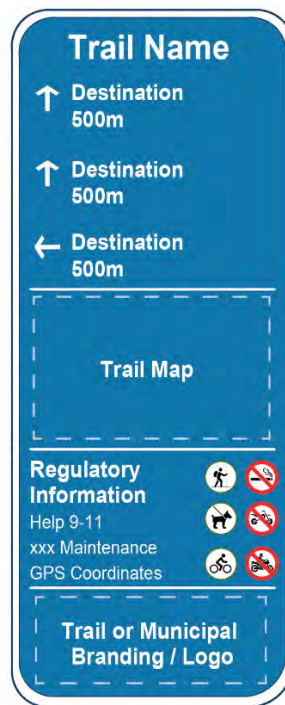 Trail Name
Destination
500m
Destination
500m
Destination
500m
Trail Map
Regulatory
Information
Help 9-11
xxx Maintenance
GPS Coordinates
Trail or Municipal
Branding / Logo